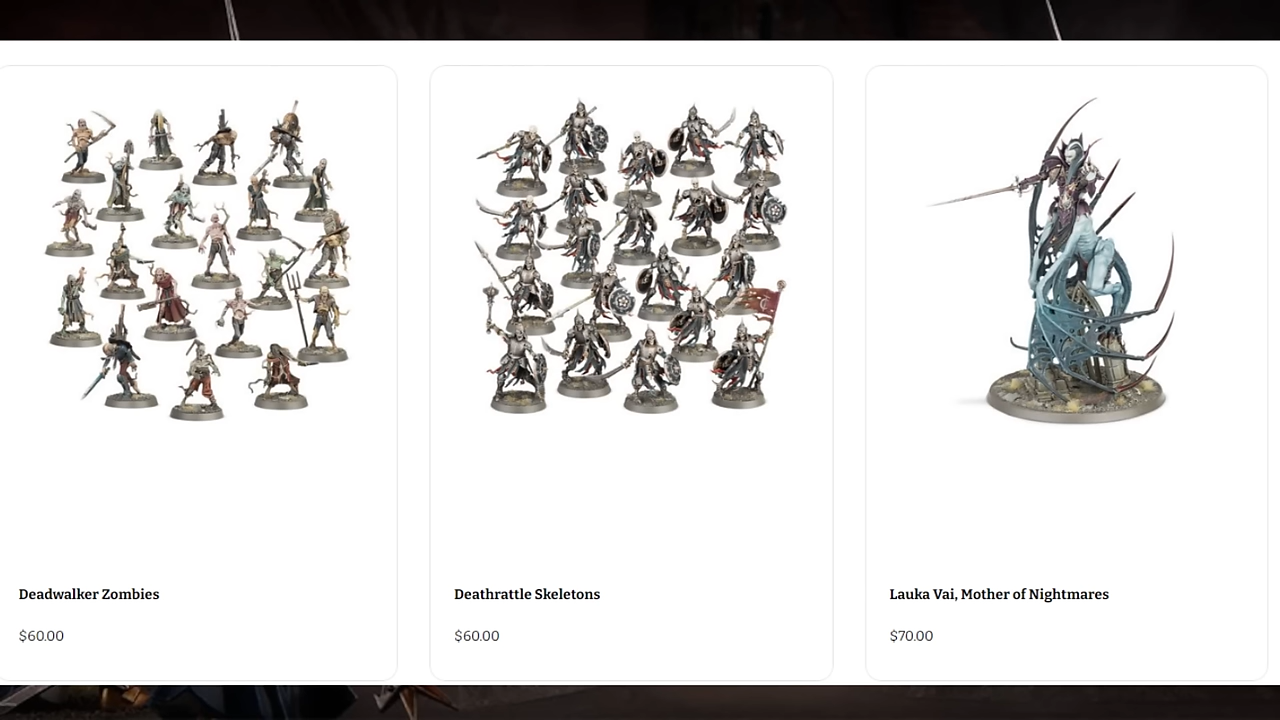 Deadwalker Zombies
$60.00
Deathrattle Skeletons
$60.00
Lauka Vai, Mother of Nightmares
$70.00